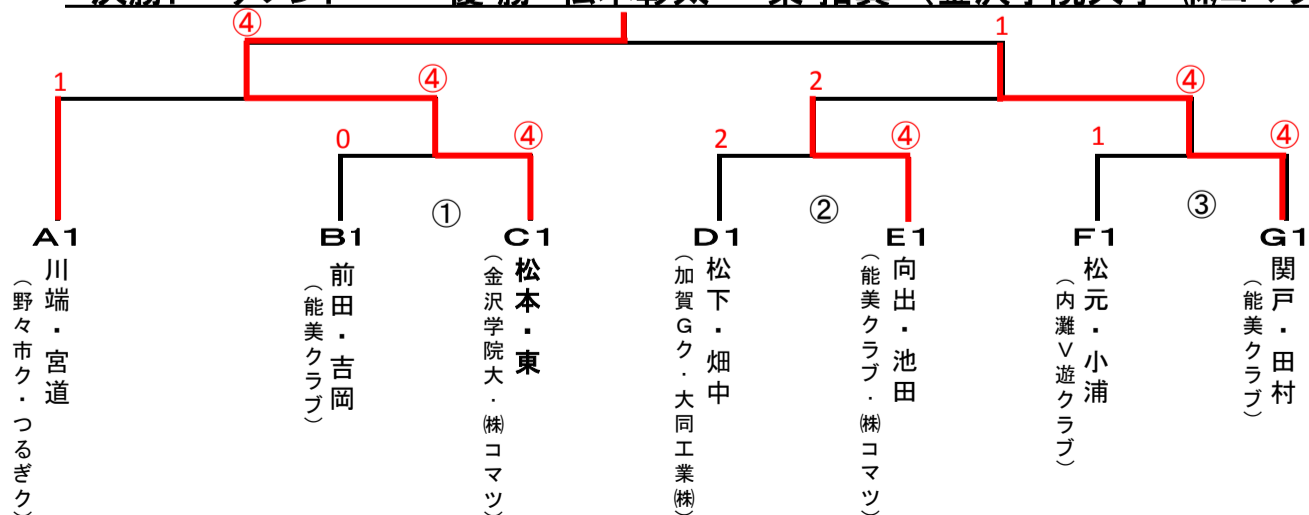 ④ 1
1 ④ 2 ④
0 ④ 2 ④ 1 ④
① ② ③
A1 B1 C1 D1 E1 F1 G1
川端・宮道
（野々市ク・つるぎク）
前田・吉岡
（能美クラブ）
松本・東
（金沢学院大・㈱コマツ）
松下・畑中
（加賀Gク・大同工業㈱）
向出・池田
（能美クラブ・㈱コマツ）
松元・小浦
（内灘V遊クラブ）
関戸・田村
（能美クラブ）